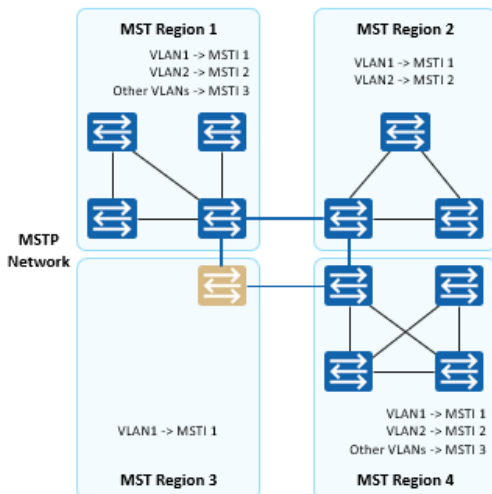 MST Region 1
VLAN1 -> MSTI 1
VLAN2 -> MSTI 2
Other VLANs -> MSTI 3
MST Region 2
VLAN1 -> MSTI 1
VLAN2 -> MSTI 2
MSTP
Network
VLAN1 -> MSTI 1
MST Region 3
VLAN1 -> MSTI 1
VLAN2 -> MSTI 2
Other VLANs -> MSTI 3
MST Region 4